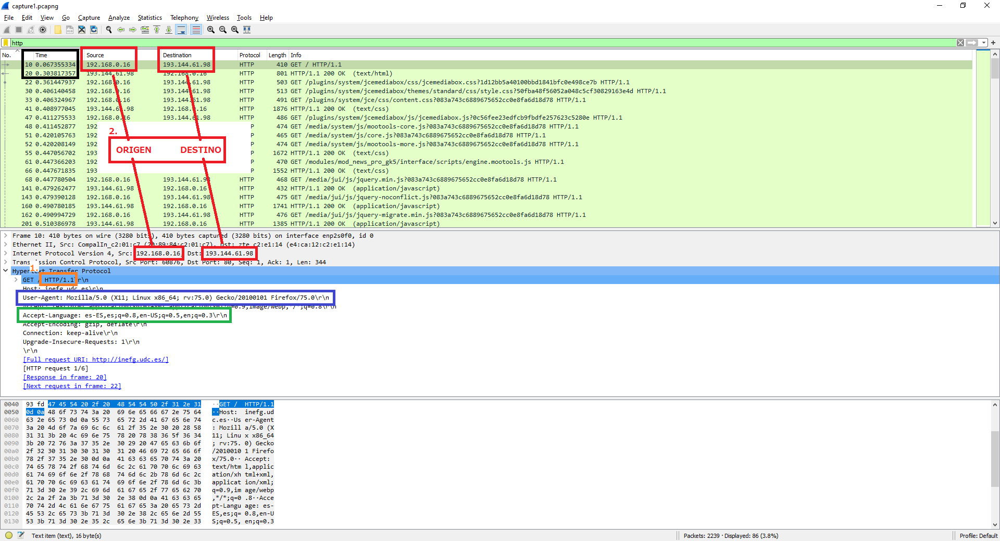 capture1.pcapng
File Edit View Go Capture Analyze Statistics Telephony Wireless Tools Help
http
No. Time Source Destination Protocol Length Info
10 0.067355334 192.168.0.16 193.144.61.98 HTTP 410 GET / HTTP/1.1
20 0.303817357 193.144.61.98 192.168.0.16 HTTP 801 HTTP/1.1 200 OK (text/html)
22 0.361447937 192.168.0.16 193.144.61.98 HTTP 503 GET /plugins/system/jcemediabox/css/jcemediabox.css?1d12bb5a40100bbd1841bfc0e498ce7b HTTP/1.1
30 0.406140458 192.168.0.16 193.144.61.98 HTTP 513 GET /plugins/system/jcemediabox/themes/standard/css/style.css?50fba48f56052a048c5cf30829163e4d HTTP/1.1
33 0.406324967 192.168.0.16 193.144.61.98 HTTP 491 GET /plugins/system/jce/css/content.css?083a743c6889675652cc0e8fa6d18d78 HTTP/1.1
41 0.408977045 193.144.61.98 192.168.0.16 HTTP 1876 HTTP/1.1 200 OK (text/css)
47 0.411275533 192.168.0.16 193.144.61.98 HTTP 486 GET /plugins/system/jcemediabox/js/jcemediabox.js?0c56fee23edfcb9fbdfe257623c5280e HTTP/1.1
48 0.411452877 192 P 474 GET /media/system/js/mootools-core.js?083a743c6889675652cc0e8fa6d18d78 HTTP/1.1
2.
51 0.420105763 192 P 465 GET /media/system/js/core.js?083a743c6889675652cc0e8fa6d18d78 HTTP/1.1
52 0.420208149 192 P 474 GET /media/system/js/mootools-more.js?083a743c6889675652cc0e8fa6d18d78 HTTP/1.1
ORIGEN DESTINO
55 0.447056702 193 P 1672 HTTP/1.1 200 OK (text/css)
61 0.447366203 192 P 470 GET /modules/mod_news_pro_gk5/interface/scripts/engine.mootools.js HTTP/1.1
66 0.447671835 193 P 1552 HTTP/1.1 200 OK (text/css)
68 0.447780504 192.168.0.16 193.144.61.98 HTTP 468 GET /media/jui/js/jquery.min.js?083a743c6889675652cc0e8fa6d18d78 HTTP/1.1
141 0.479262477 193.144.61.98 192.168.0.16 HTTP 432 HTTP/1.1 200 OK (application/javascript)
143 0.479390128 192.168.0.16 193.144.61.98 HTTP 475 GET /media/jui/js/jquery-noconflict.js?083a743c6889675652cc0e8fa6d18d78 HTTP/1.1
160 0.490780185 193.144.61.98 192.168.0.16 HTTP 1741 HTTP/1.1 200 OK (application/javascript)
162 0.490994729 192.168.0.16 193.144.61.98 HTTP 476 GET /media/jui/js/jquery-migrate.min.js?083a743c6889675652cc0e8fa6d18d78 HTTP/1.1
201 0.510386978 193.144.61.98 192.168.0.16 HTTP 1385 HTTP/1.1 200 OK (application/javascript)
Frame 10: 410 bytes on wire (3280 bits), 410 bytes captured (3280 bits) on interface enp2s0f0, id 0
Ethernet II, Src: CompalIn_c2:01:c7 (20:89:84:c2:01:c7), Dst: zte_c2:e1:14 (e4:ca:12:c2:e1:14)
Internet Protocol Version 4, Src: 192.168.0.16, Dst: 193.144.61.98
Transmission Control Protocol, Src Port: 60876, Dst Port: 80, Seq: 1, Ack: 1, Len: 344
1.
Hypertext Transfer Protocol
GET / HTTP/1.1\r\n
Host: inefg.udc.es\r\n
User-Agent: Mozilla/5.0 (X11; Linux x86_64; rv:75.0) Gecko/20100101 Firefox/75.0\r\n
Accept: text/html,application/xhtml+xml,application/xml;q=0.9,image/webp,*/*;q=0.8\r\n
Accept-Language: es-ES,es;q=0.8,en-US;q=0.5,en;q=0.3\r\n
Accept-Encoding: gzip, deflate\r\n
Connection: keep-alive\r\n
Upgrade-Insecure-Requests: 1\r\n
\r\n
[Full request URI: http://inefg.udc.es/]
[HTTP request 1/6]
[Response in frame: 20]
[Next request in frame: 22]
0040 93 fd 47 45 54 20 2f 20 48 54 54 50 2f 31 2e 31 ··GET / HTTP/1.1
0050 0d 0a 48 6f 73 74 3a 20 69 6e 65 66 67 2e 75 64 ··Host: inefg.ud
0060 63 2e 65 73 0d 0a 55 73 65 72 2d 41 67 65 6e 74 c.es··Us er-Agent
0070 3a 20 4d 6f 7a 69 6c 6c 61 2f 35 2e 30 20 28 58 : Mozill a/5.0 (X
0080 31 31 3b 20 4c 69 6e 75 78 20 78 38 36 5f 36 34 11; Linu x x86_64
0090 3b 20 72 76 3a 37 35 2e 30 29 20 47 65 63 6b 6f ; rv:75. 0) Gecko
00a0 2f 32 30 31 30 30 31 30 31 20 46 69 72 65 66 6f /2010010 1 Firefo
00b0 78 2f 37 35 2e 30 0d 0a 41 63 63 65 70 74 3a 20 x/75.0·· Accept:
00c0 74 65 78 74 2f 68 74 6d 6c 2c 61 70 70 6c 69 63 text/htm l,applic
00d0 61 74 69 6f 6e 2f 78 68 74 6d 6c 2b 78 6d 6c 2c ation/xh tml+xml,
00e0 61 70 70 6c 69 63 61 74 69 6f 6e 2f 78 6d 6c 3b applicat ion/xml;
00f0 71 3d 30 2e 39 2c 69 6d 61 67 65 2f 77 65 62 70 q=0.9,im age/webp
0100 2c 2a 2f 2a 3b 71 3d 30 2e 38 0d 0a 41 63 63 65 ,*/*;q=0 .8··Acce
0110 70 74 2d 4c 61 6e 67 75 61 67 65 3a 20 65 73 2d pt-Langu age: es-
0120 45 53 2c 65 73 3b 71 3d 30 2e 38 2c 65 6e 2d 55 ES,es;q= 0.8,en-U
0130 53 3b 71 3d 30 2e 35 2c 65 6e 3b 71 3d 30 2e 33 S;q=0.5, en;q=0.3
Text item (text), 16 byte(s) Packets: 2239 · Displayed: 86 (3.8%) Profile: Default